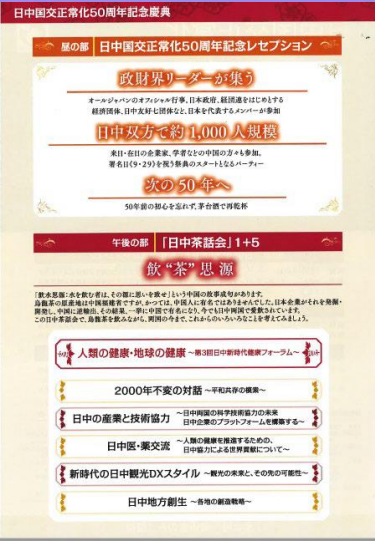 日中国交正常化50周年記念慶典
昼の部 日中国交正常化50周年記念レセプション
政財界リーダーが集う
オールジャパンのオフィシャル行事。日本政府、経団連をはじめとする
経済団体、日中友好七団体など、日本を代表するメンバーが参加
日中双方で約1,000人規模
来日・在日の企業家、学者などの中国の方々も参加。
署名日(9・29)を祝う祭典のスタートとなるパーティー
次の50年へ
50年前の初心を忘れず、茅台酒で再乾杯
午後の部 「日中茶話会」1+5
飲“茶”思源
「飲水思源：水を飲む者は、その源に思いを致せ」という中国の故事成句があります。
烏龍茶の原産地は中国福建省ですが、かつては、中国人に有名ではありませんでした。日本企業がそれを発掘・
開発し、中国に逆輸出、その結果、一挙に中国で有名になり、今でも日中両国で愛飲されています。
この日中茶話会で、烏龍茶を飲みながら、両国の今まで、これからのいろいろなことを考えてみましょう。
人類の健康・地球の健康 ～第3回日中新時代健康フォーラム～
2000年不変の対話 ～平和共存の模索～
日中の産業と技術協力 ～日中両国の科学技術協力の未来
日中企業のプラットフォームを構築する～
日中医・薬交流 ～人類の健康を推進するための、
日中協力による世界貢献について～
新時代の日中観光DXスタイル ～観光の未来と、その先の可能性～
日中地方創生 ～各地の創造戦略～